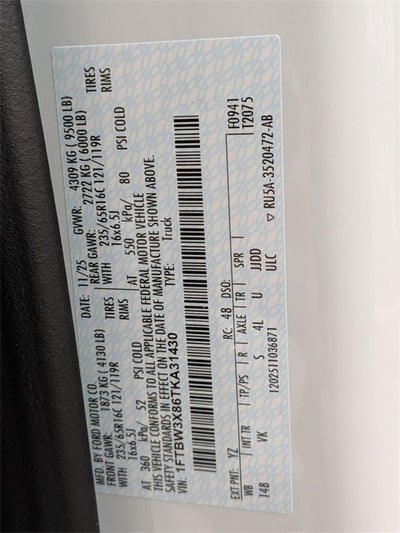 MFD. BY FORD MOTOR CO.
11/25 GVWR: 4309 KG ( 9500 LB)
FRONT GAWR: 1873 KG ( 4130 LB)
REAR GAWR: 2722 KG ( 6000 LB)
WITH 235/65R16C 121/119R TIRES
WITH 235/65R16C 121/119R TIRES
16x6.5J RIMS
16x6.5J RIMS
AT 360 kPa/ 52 PSI COLD
AT 550 kPa/ 80 PSI COLD
THIS VEHICLE CONFORMS TO ALL APPLICABLE FEDERAL MOTOR VEHICLE
SAFETY STANDARDS IN EFFECT ON THE DATE OF MANUFACTURE SHOWN ABOVE.
1FTBW3X86TKA31430 TYPE: Truck
F0941
T2075
EXT PNT: YZ RC: 48 DSO:
WB INT TR TP/PS R AXLE TR SPR
14B VK S 4L U JJDD
ULC
1202511036871
▽ RU5A-3520472-AB